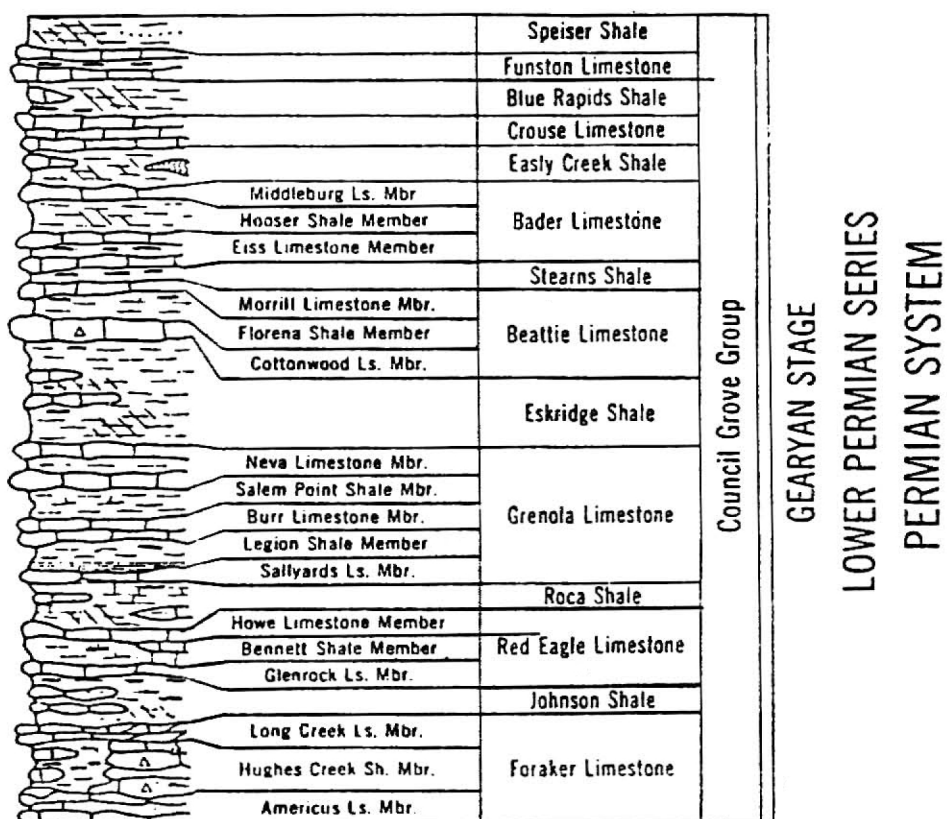 Speiser Shale
Funston Limestone
Blue Rapids Shale
Crouse Limestone
Easly Creek Shale
Middleburg Ls. Mbr
Hooser Shale Member
Eiss Limestone Member
Bader Limestone
Stearns Shale
Morrill Limestone Mbr.
Florena Shale Member
Cottonwood Ls. Mbr.
Beattie Limestone
Eskridge Shale
Neva Limestone Mbr.
Salem Point Shale Mbr.
Burr Limestone Mbr.
Legion Shale Member
Sallyards Ls. Mbr.
Grenola Limestone
Roca Shale
Howe Limestone Member
Bennett Shale Member
Glenrock Ls. Mbr.
Red Eagle Limestone
Johnson Shale
Long Creek Ls. Mbr.
Hughes Creek Sh. Mbr.
Americus Ls. Mbr.
Foraker Limestone
Council Grove Group
GEARYAN STAGE
LOWER PERMIAN SERIES
PERMIAN SYSTEM